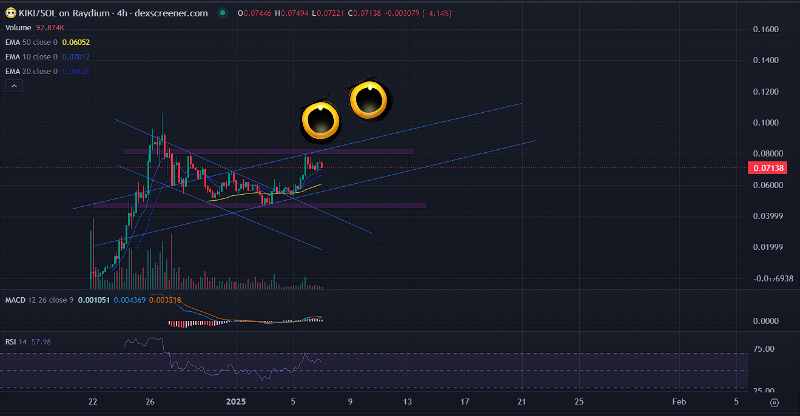 KIKI/SOL on Raydium · 4h · dexscreener.com O0.07446 H0.07494 L0.07221 C0.07138 -0.003079 (-4.14%)
Volume 92.874K
EMA 50 close 0 0.06052
EMA 10 close 0 0.07012
EMA 20 close 0 0.06625
0.1600
0.1400
0.1200
0.1000
0.0800
0.07138
0.0600
0.03999
0.01999
MACD 12 26 close 9 0.001051 0.004369 0.003318
0.0000
RSI 14 57.98
75.00
25.00
22 26 2025 5 9 13 17 21 25 Feb 5